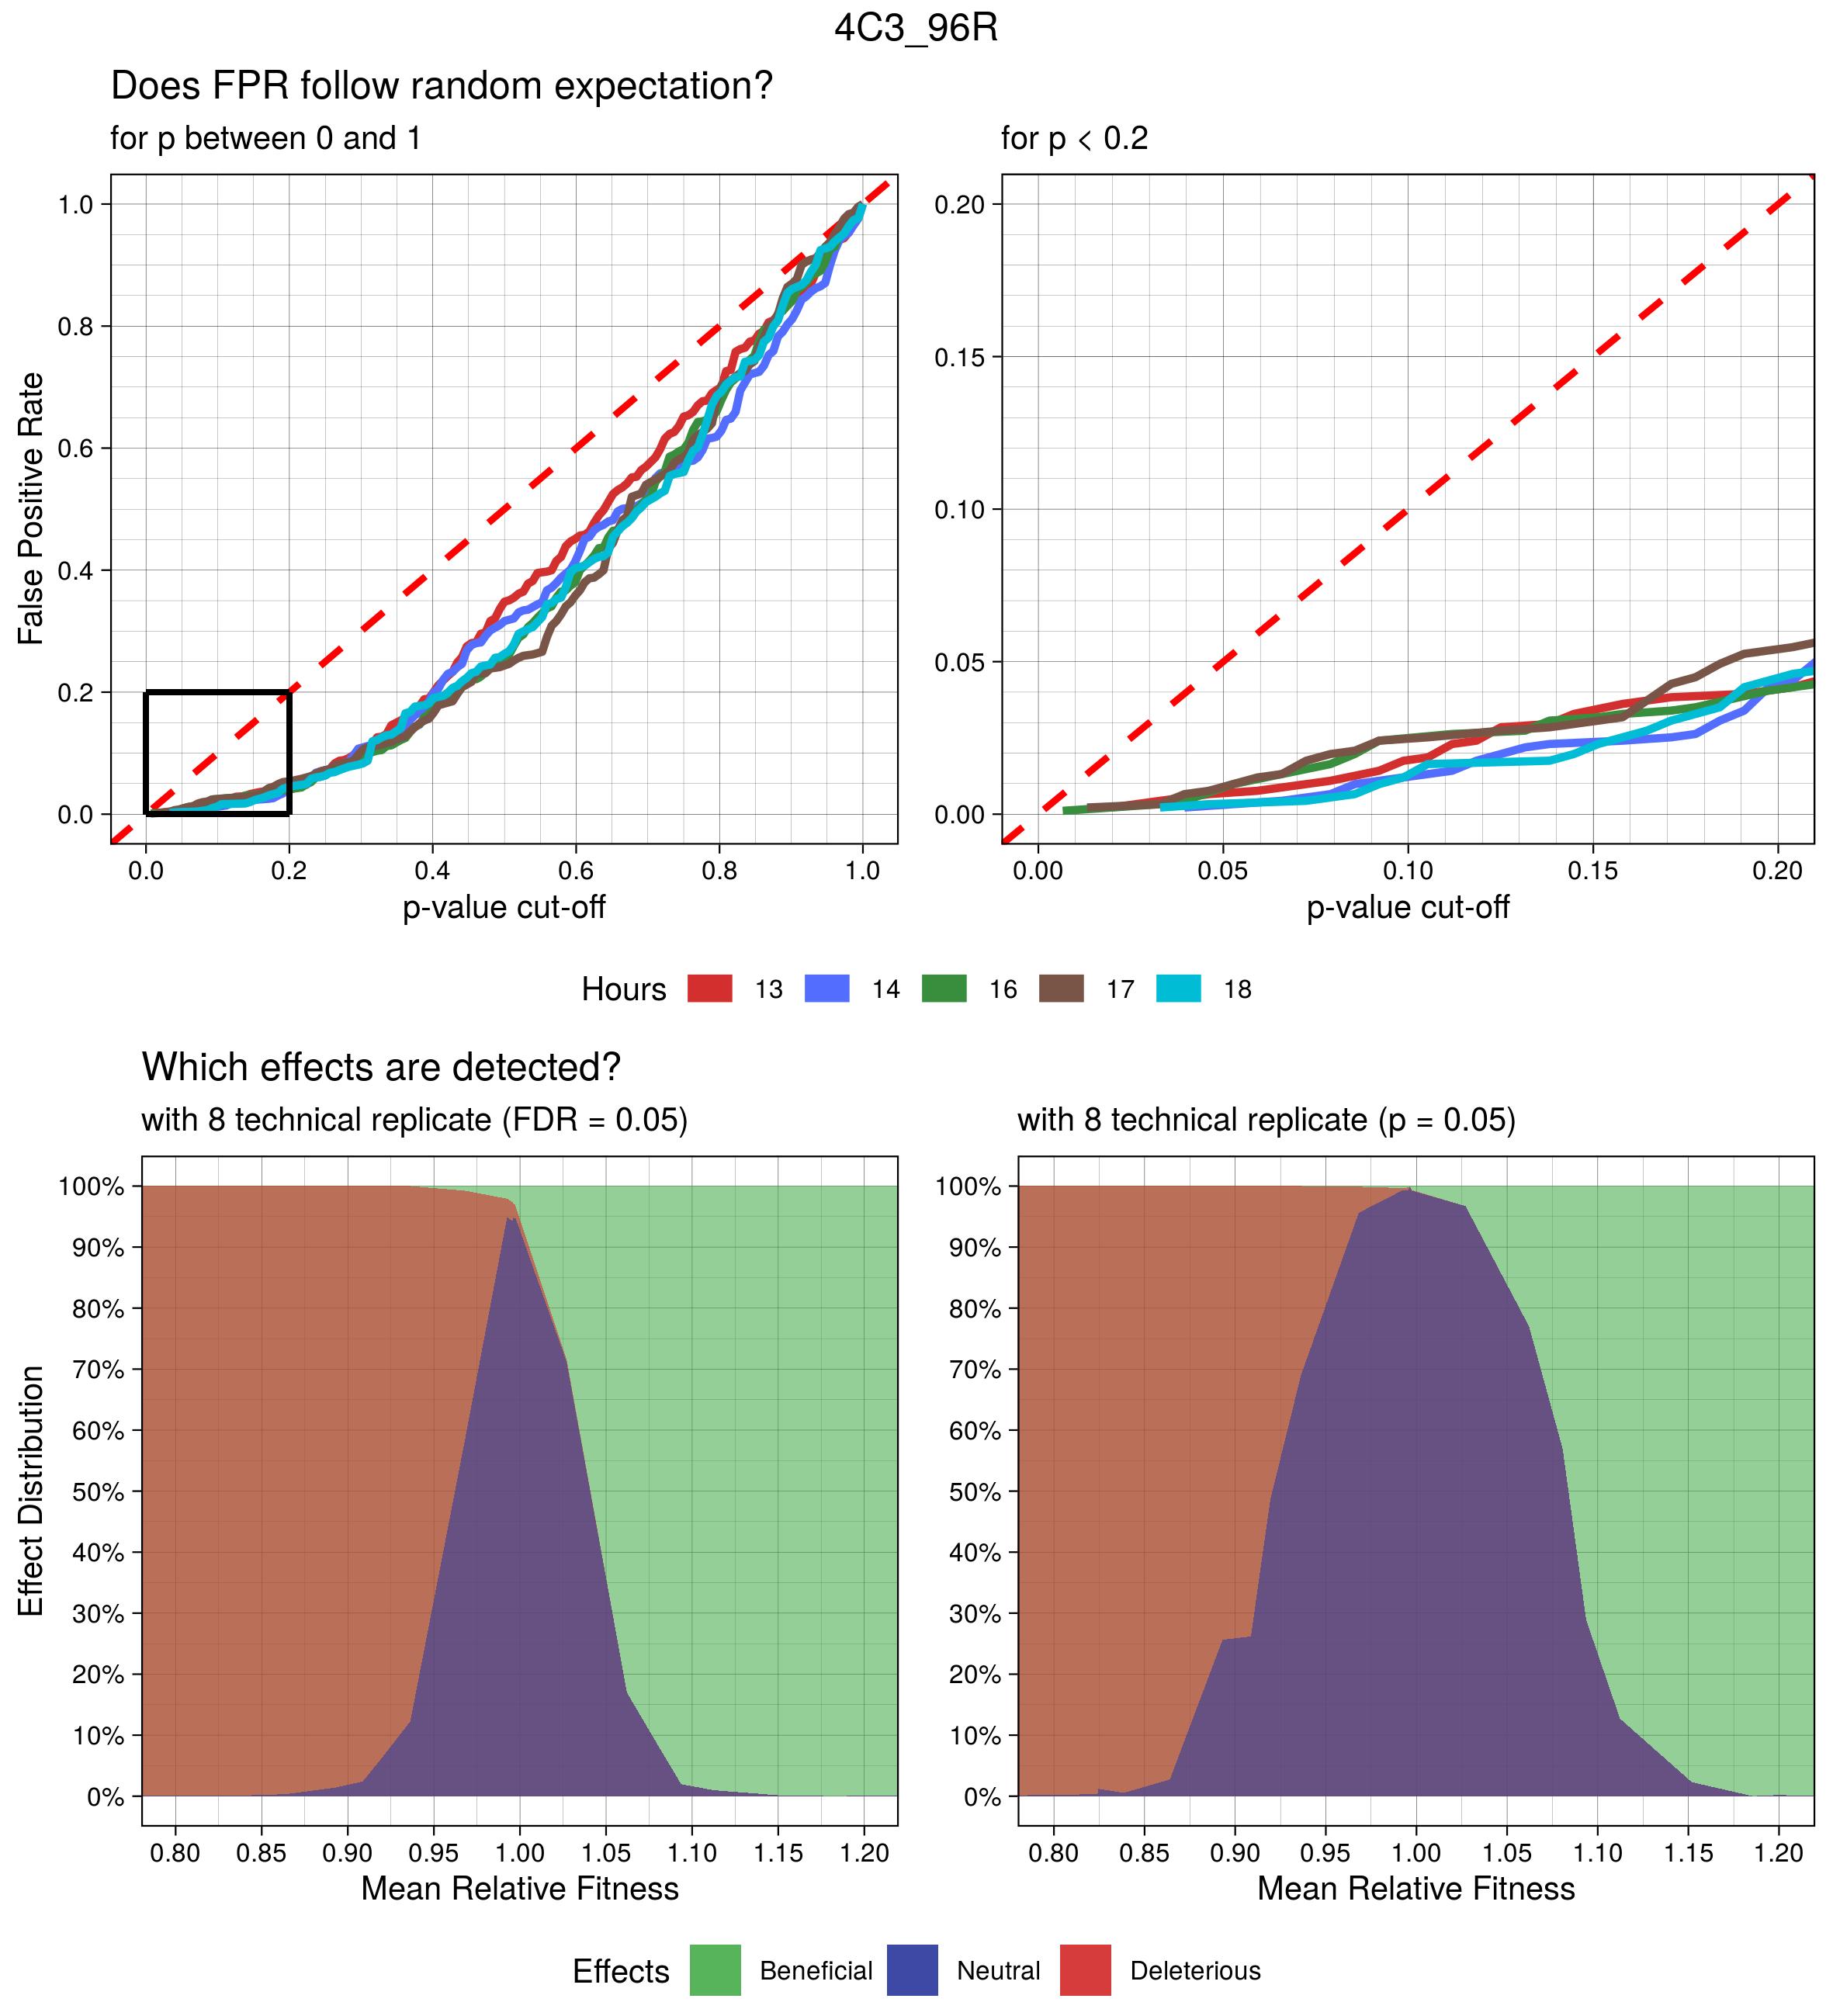 4C3_96R
Does FPR follow random expectation?
for p between 0 and 1
for p < 0.2
False Positive Rate
1.0
0.8
0.6
0.4
0.2
0.0
0.0 0.2 0.4 0.6 0.8 1.0
p-value cut-off
0.20
0.15
0.10
0.05
0.00
0.00 0.05 0.10 0.15 0.20
p-value cut-off
Hours 13 14 16 17 18
Which effects are detected?
with 8 technical replicate (FDR = 0.05)
with 8 technical replicate (p = 0.05)
Effect Distribution
100%
90%
80%
70%
60%
50%
40%
30%
20%
10%
0%
0.80 0.85 0.90 0.95 1.00 1.05 1.10 1.15 1.20
Mean Relative Fitness
100%
90%
80%
70%
60%
50%
40%
30%
20%
10%
0%
0.80 0.85 0.90 0.95 1.00 1.05 1.10 1.15 1.20
Mean Relative Fitness
Effects Beneficial Neutral Deleterious